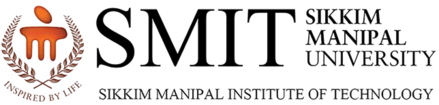 INSPIRED BY LIFE
SMIT
SIKKIM
MANIPAL
UNIVERSITY
SIKKIM MANIPAL INSTITUTE OF TECHNOLOGY